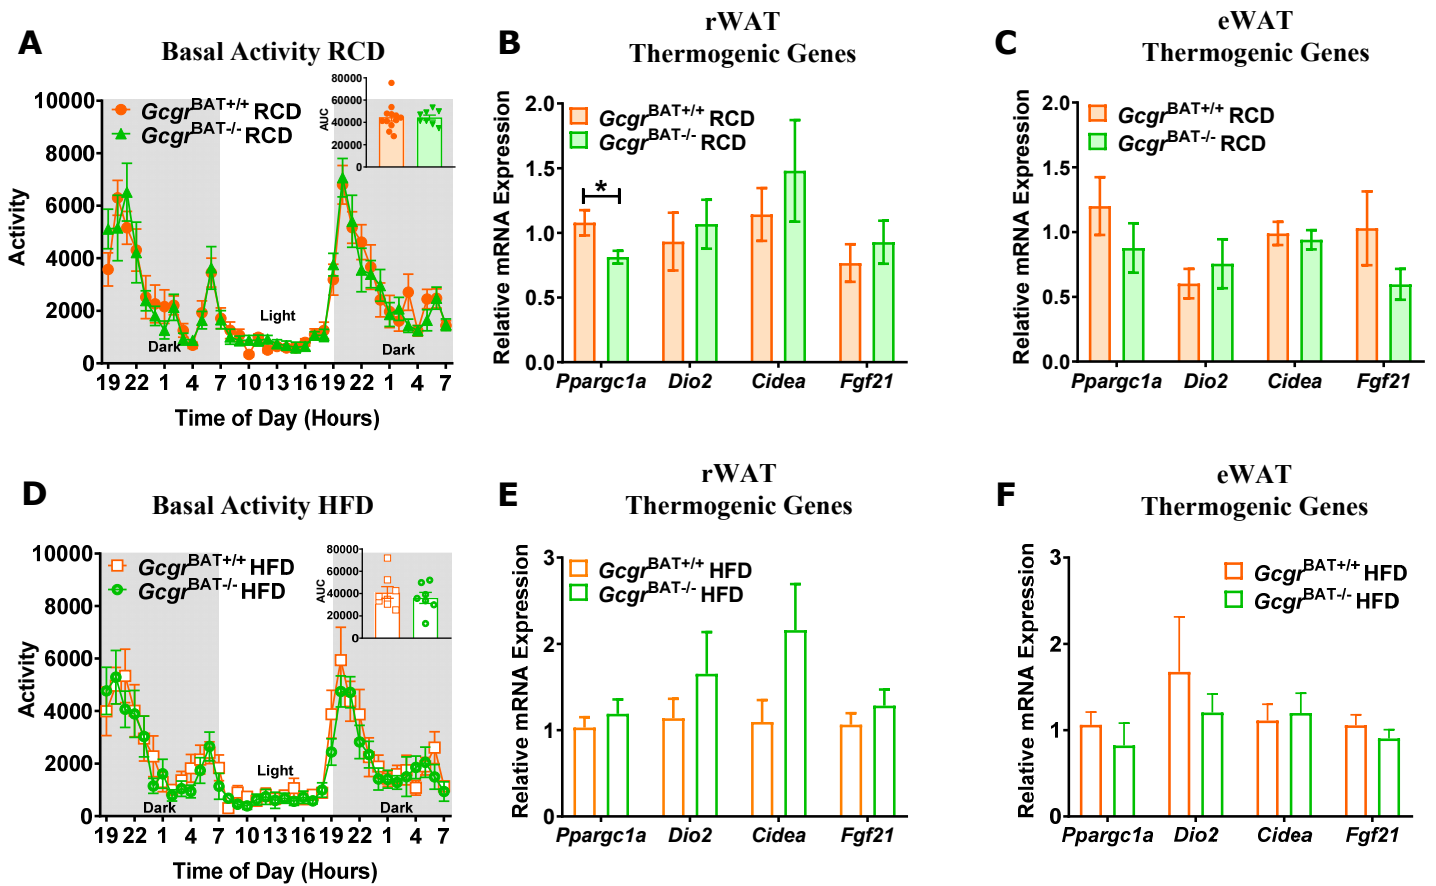 A
Basal Activity RCD
Gcgr BAT+/+ RCD
Gcgr BAT-/- RCD
80000
60000
40000
20000
0
AUC
10000
8000
6000
4000
2000
0
Activity
Dark
Light
Dark
19 22 1 4 7 10 13 16 19 22 1 4 7
Time of Day (Hours)
B
rWAT
Thermogenic Genes
Gcgr BAT+/+ RCD
Gcgr BAT-/- RCD
2.0
1.5
1.0
0.5
0.0
Relative mRNA Expression
*
Ppargc1a Dio2 Cidea Fgf21
C
eWAT
Thermogenic Genes
Gcgr BAT+/+ RCD
Gcgr BAT-/- RCD
2.0
1.5
1.0
0.5
0.0
Relative mRNA Expression
Ppargc1a Dio2 Cidea Fgf21
D
Basal Activity HFD
Gcgr BAT+/+ HFD
Gcgr BAT-/- HFD
80000
60000
40000
20000
0
AUC
10000
8000
6000
4000
2000
0
Activity
Dark
Light
Dark
19 22 1 4 7 10 13 16 19 22 1 4 7
Time of Day (Hours)
E
rWAT
Thermogenic Genes
Gcgr BAT+/+ HFD
Gcgr BAT-/- HFD
3
2
1
0
Relative mRNA Expression
Ppargc1a Dio2 Cidea Fgf21
F
eWAT
Thermogenic Genes
Gcgr BAT+/+ HFD
Gcgr BAT-/- HFD
3
2
1
0
Relative mRNA Expression
Ppargc1a Dio2 Cidea Fgf21